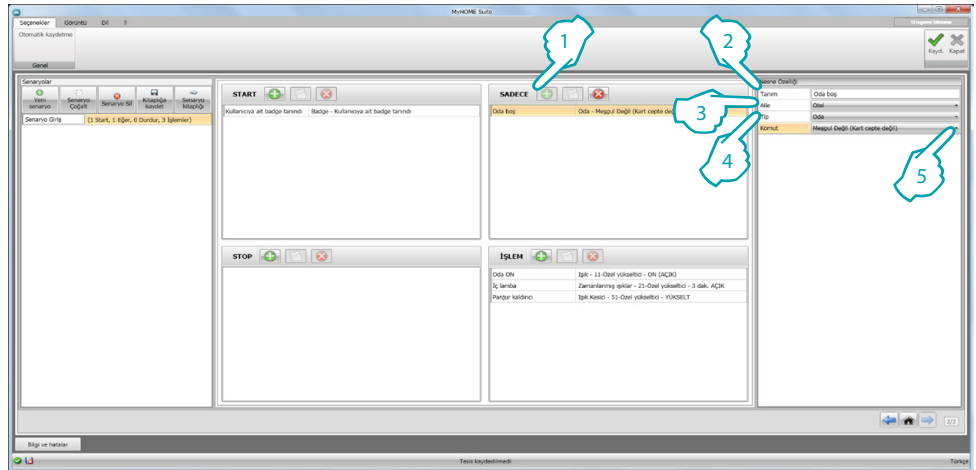 MyHOME Suite
Seçenekler Görüntü Dil ?
Otomatik kaydetme
Genel
Kayd. Kapat
1
2
3
4
5
Senaryolar
Yeni senaryo
Senaryo Çoğalt
Senaryo Sil
Kitaplığa kaydet
Senaryo kitaplığı
Senaryo Giriş (1 Start, 1 Eğer, 0 Durdur, 3 İşlemler)
START
Kullanıcıya ait badge tanındı Badge - Kullanıcıya ait badge tanındı
SADECE
Oda boş Oda - Meşgul Değil (Kart cepte de
STOP
İŞLEM
Oda ON Işık - 11-Özel yükseltici - ON (AÇIK)
İç lamba Zamanlanmış ışıklar - 21-Özel yükseltici - 3 dak. AÇIK
Panjur kaldırıcı Işık Kesici - 51-Özel yükseltici - YÜKSELT
Nesne Özelliği
Tanım Oda boş
Aile Otel
Tip Oda
Komut Meşgul Değil (Kart cepte değil)
2/2
Bilgi ve hatalar
Tesis kaydedilmedi
Türkçe